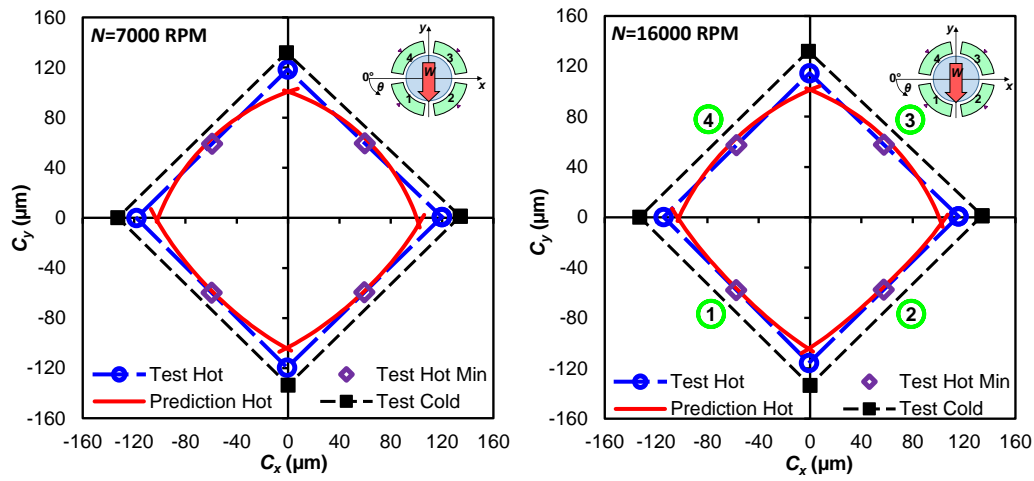 N=7000 RPM
160
120
80
40
0
-40
-80
-120
-160
-160 -120 -80 -40 0 40 80 120 160
Cy (µm)
Cx (µm)
y
4 3
W
0° x
θ
1 2
Test Hot
Test Hot Min
Prediction Hot
Test Cold
N=16000 RPM
160
120
80
40
0
-40
-80
-120
-160
-160 -120 -80 -40 0 40 80 120 160
Cy (µm)
Cx (µm)
y
4 3
W
0° x
θ
1 2
4 3
1 2
Test Hot
Test Hot Min
Prediction Hot
Test Cold